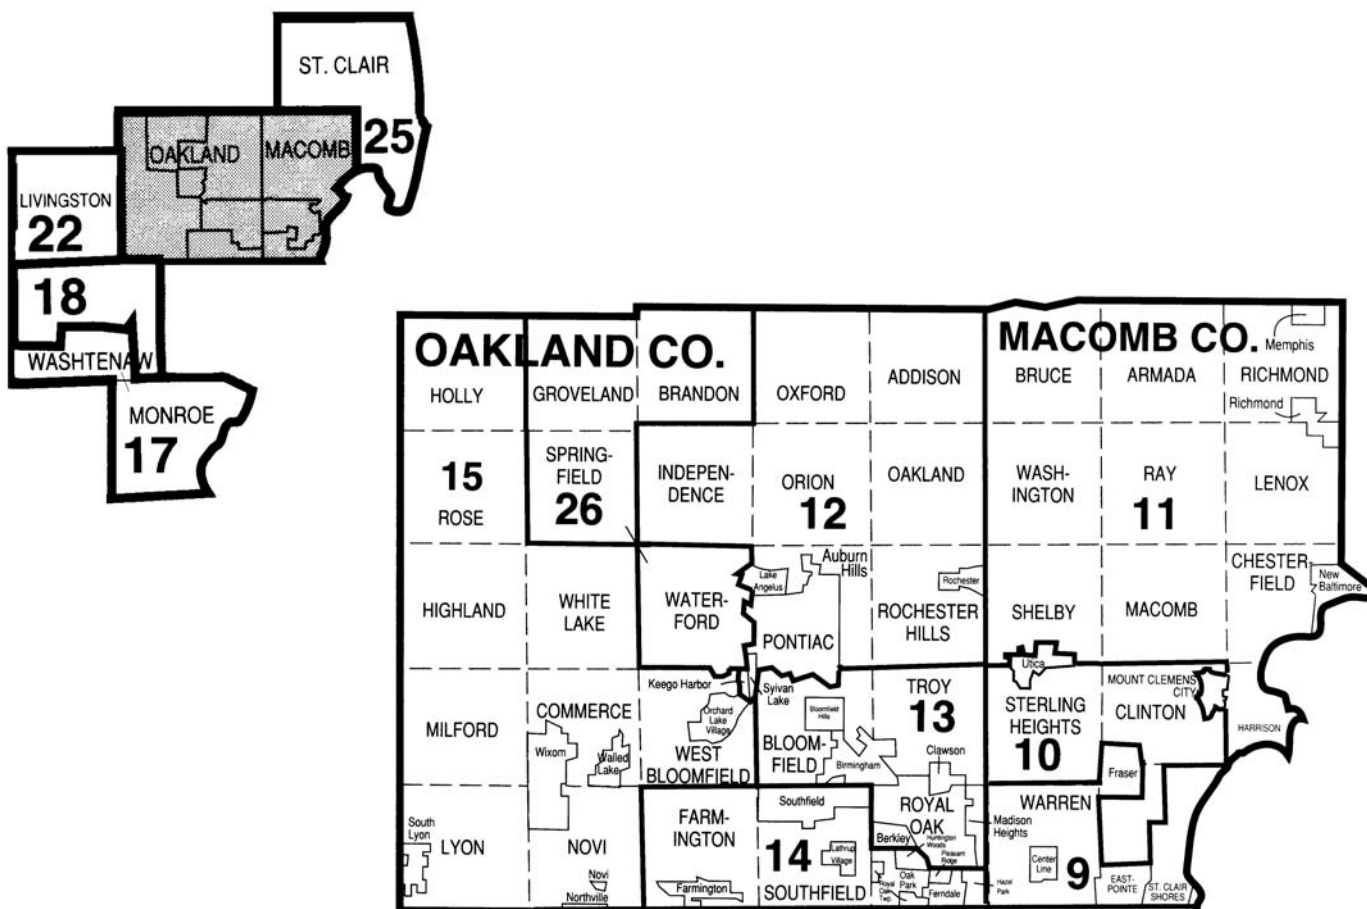 ST. CLAIR
25
OAKLAND
MACOMB
LIVINGSTON
22
18
WASHTENAW
MONROE
17
OAKLAND CO.
MACOMB CO.
Memphis
HOLLY
GROVELAND
BRANDON
OXFORD
ADDISON
BRUCE
ARMADA
RICHMOND
Richmond
15
ROSE
SPRING-
FIELD
26
INDEPEN-
DENCE
ORION
12
OAKLAND
WASH-
INGTON
RAY
11
LENOX
HIGHLAND
WHITE
LAKE
WATER-
FORD
Lake
Angelus
Auburn
Hills
PONTIAC
Rochester
ROCHESTER
HILLS
SHELBY
MACOMB
CHESTER-
FIELD
New
Baltimore
Utica
MILFORD
COMMERCE
Wixom
Walled
Lake
Keego Harbor
Orchard
Lake
Village
WEST
BLOOMFIELD
Sylvan
Lake
Bloomfield
Hills
BLOOM-
FIELD
Birmingham
TROY
13
Clawson
STERLING
HEIGHTS
10
MOUNT CLEMENS
CITY
CLINTON
HARRISON
Fraser
South
Lyon
LYON
NOVI
Novi
Northville
FARM-
INGTON
Farmington
Southfield
14
Lathrup
Village
SOUTHFIELD
ROYAL
OAK
Berkley
Huntington
Woods
Pleasant
Ridge
Madison
Heights
Royal
Oak
Twp.
Oak
Park
Ferndale
Hazel
Park
WARREN
Center
Line
9
EAST-
POINTE
ST. CLAIR
SHORES